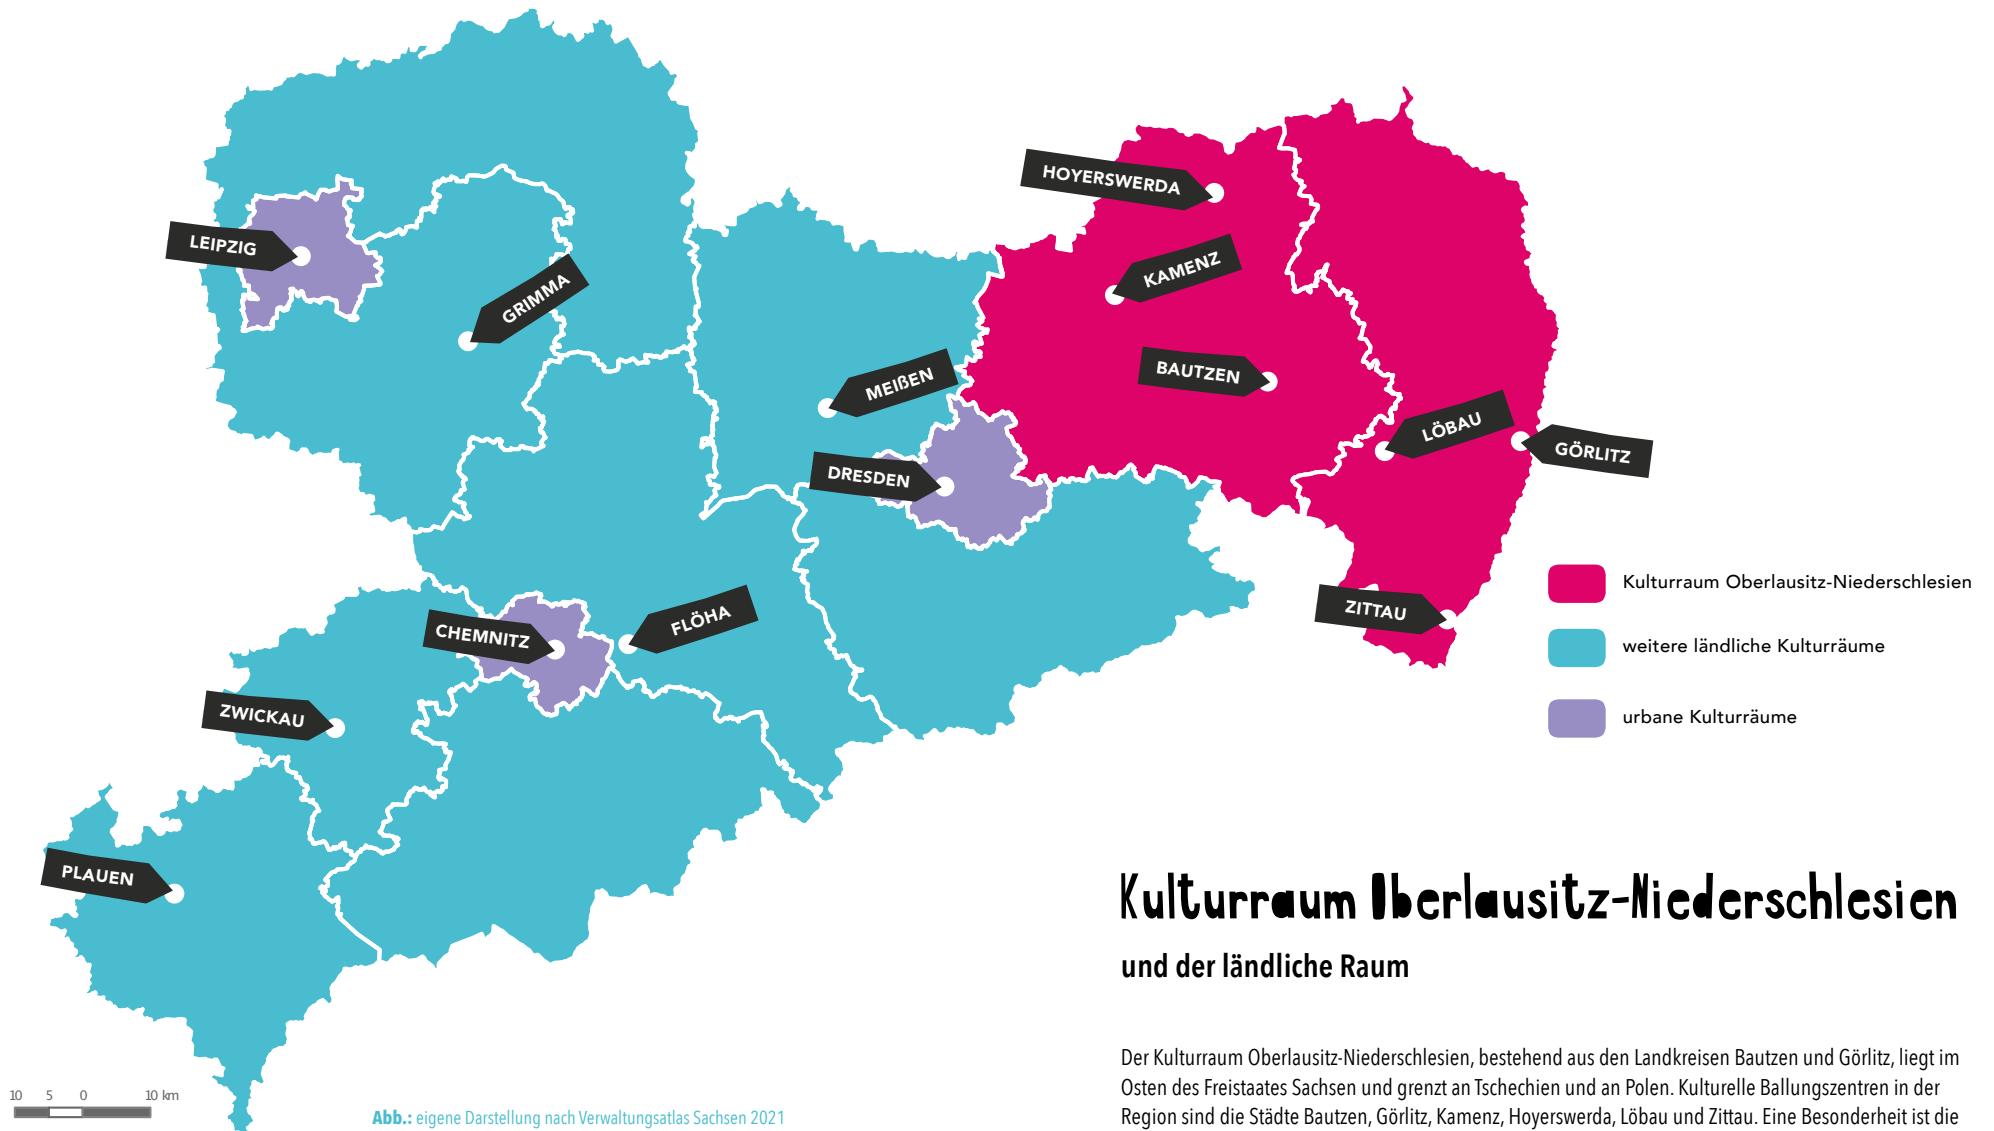 HOYERSWERDA
LEIPZIG
KAMENZ
GRIMMA
BAUTZEN
MEIßEN
LÖBAU
GÖRLITZ
DRESDEN
Kulturraum Oberlausitz-Niederschlesien
ZITTAU
FLÖHA
CHEMNITZ
weitere ländliche Kulturräume
ZWICKAU
urbane Kulturräume
PLAUEN
Kulturraum Oberlausitz-Niederschlesien
und der ländliche Raum
Der Kulturraum Oberlausitz-Niederschlesien, bestehend aus den Landkreisen Bautzen und Görlitz, liegt im
Osten des Freistaates Sachsen und grenzt an Tschechien und an Polen. Kulturelle Ballungszentren in der
Region sind die Städte Bautzen, Görlitz, Kamenz, Hoyerswerda, Löbau und Zittau. Eine Besonderheit ist die
10 5 0 10 km
Abb.: eigene Darstellung nach Verwaltungsatlas Sachsen 2021